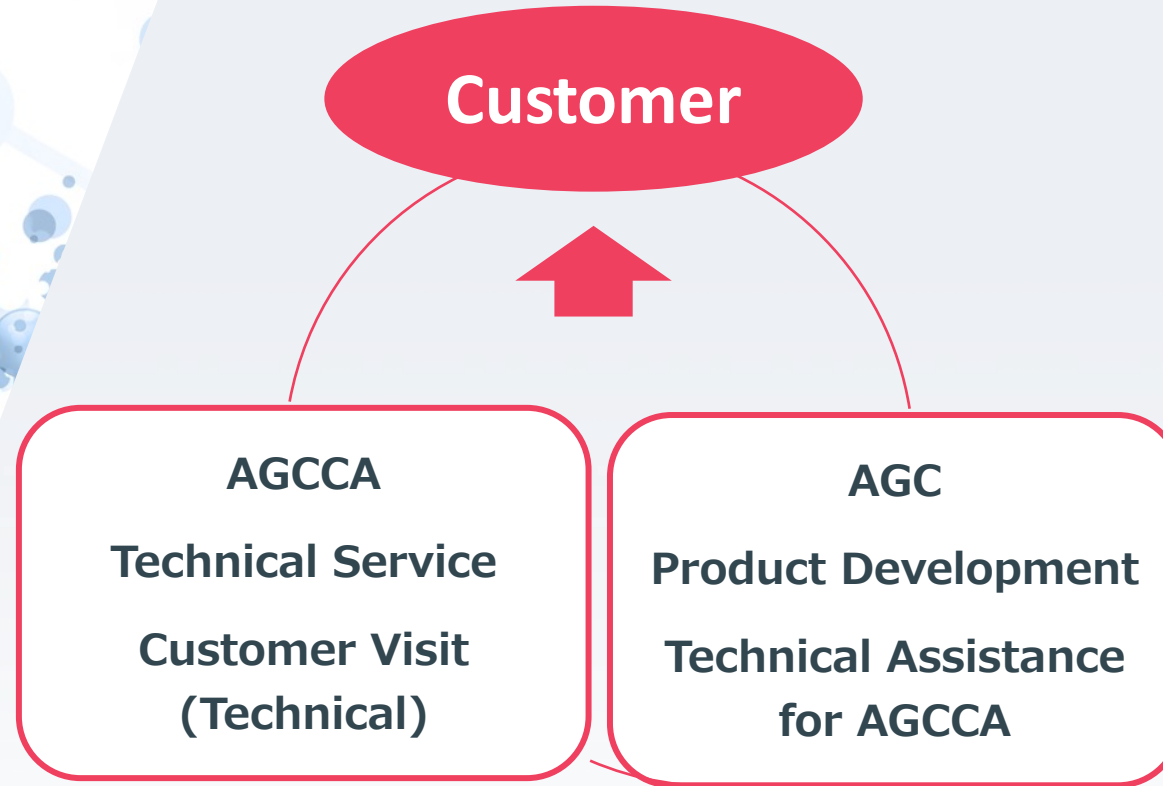 Customer
AGCCA
Technical Service
Customer Visit
(Technical)
AGC
Product Development
Technical Assistance
for AGCCA